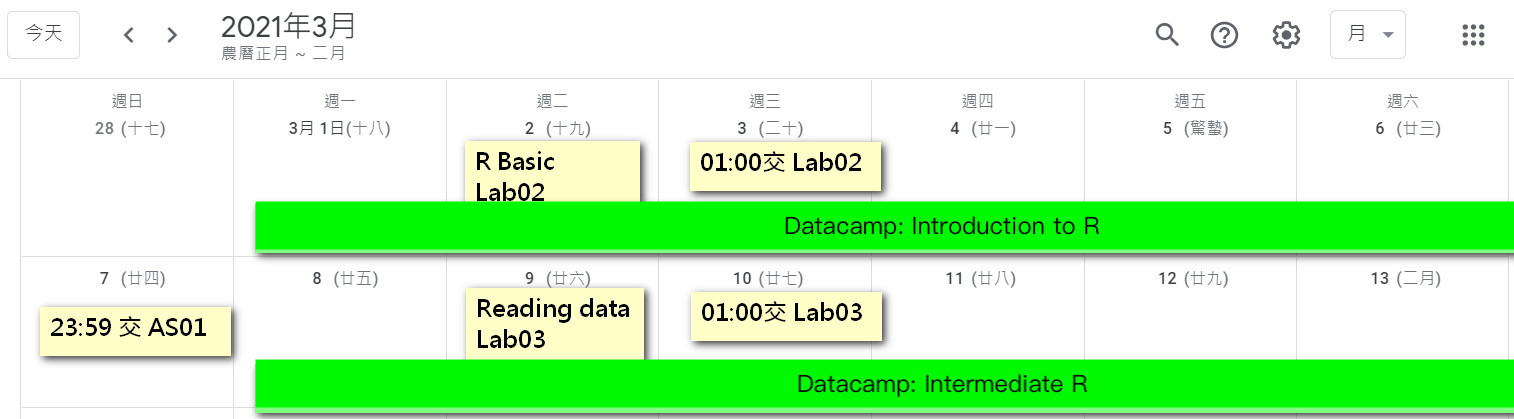 今天
2021年3月
農曆正月 ~ 二月
月
週日 週一 週二 週三 週四 週五 週六
28 (十七) 3月 1日(十八) 2 (十九) 3 (二十) 4 (廿一) 5 (驚蟄) 6 (廿三)
R Basic
Lab02
01:00交 Lab02
Datacamp: Introduction to R
7 (廿四) 8 (廿五) 9 (廿六) 10 (廿七) 11 (廿八) 12 (廿九) 13 (二月)
23:59 交 AS01
Reading data
Lab03
01:00交 Lab03
Datacamp: Intermediate R